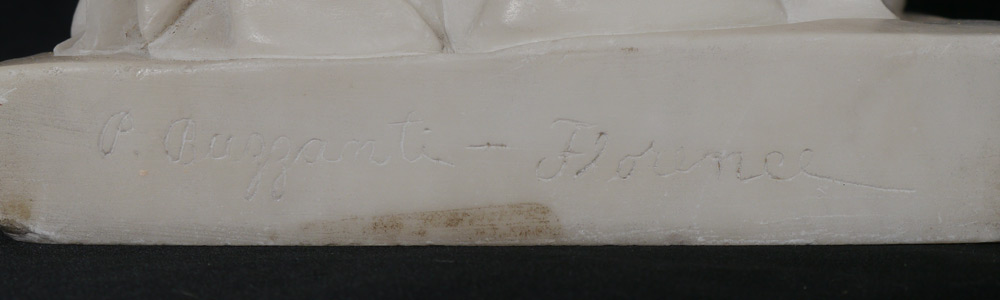 P. Bazzanti - Florence